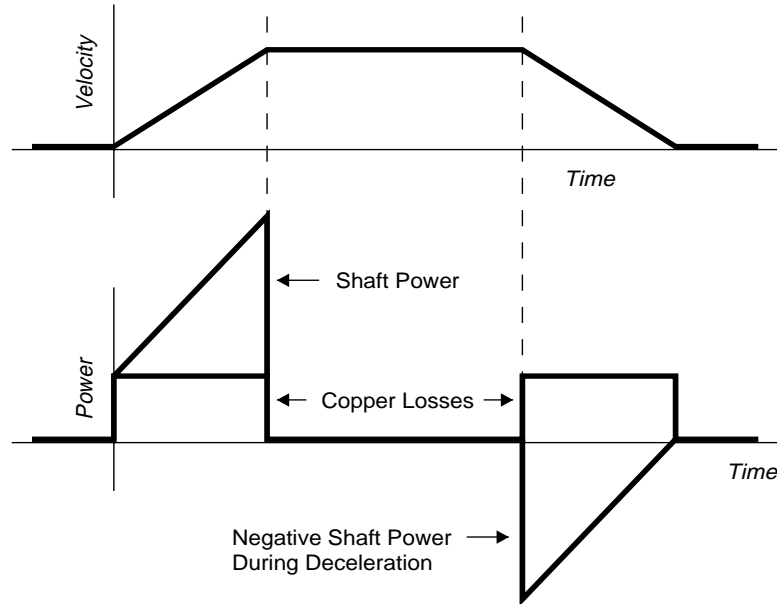 Velocity
Time
Shaft Power
Power
Copper Losses
Time
Negative Shaft Power
During Deceleration